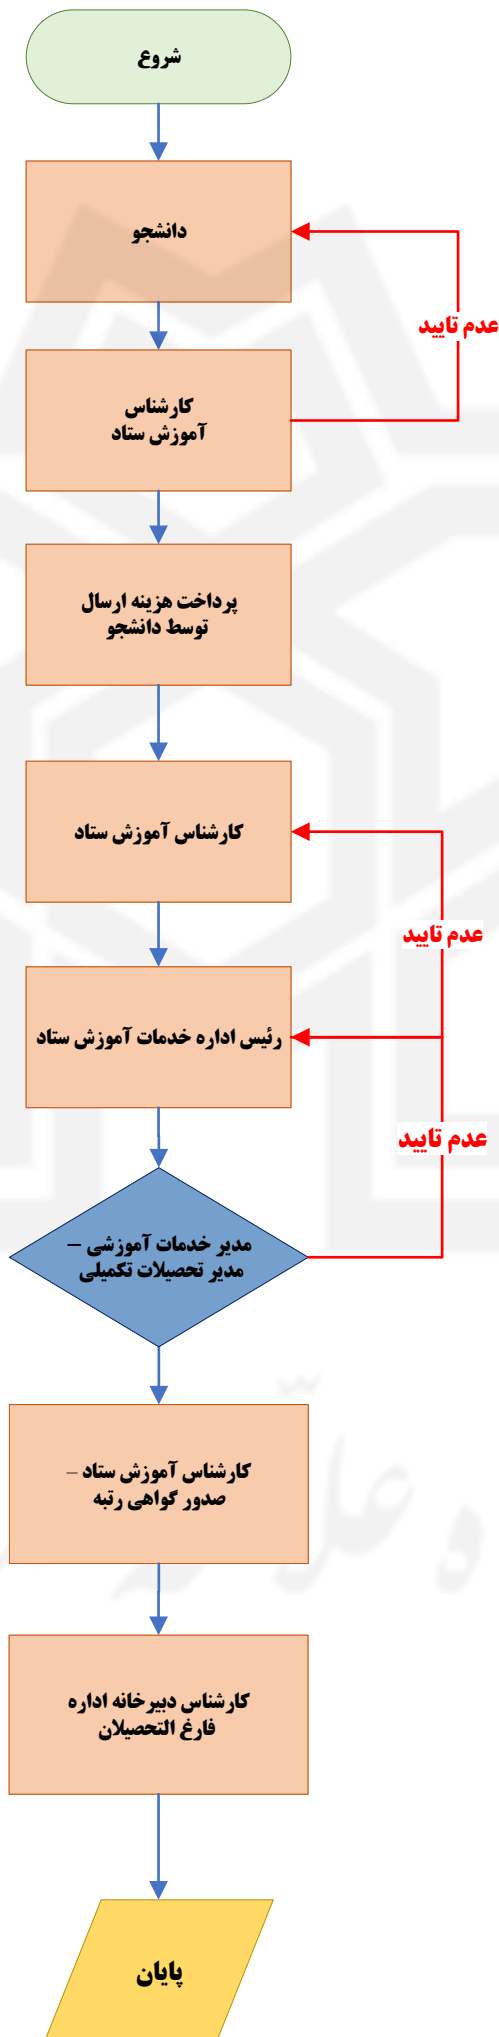 شروع
دانشجو
عدم تایید
کارشناس
آموزش ستاد
پرداخت هزینه ارسال
توسط دانشجو
کارشناس آموزش ستاد
عدم تایید
رئیس اداره خدمات آموزش ستاد
عدم تایید
مدیر خدمات آموزشی –
مدیر تحصیلات تکمیلی
کارشناس آموزش ستاد –
صدور گواهی رتبه
کارشناس دبیرخانه اداره
فارغ التحصیلان
پایان